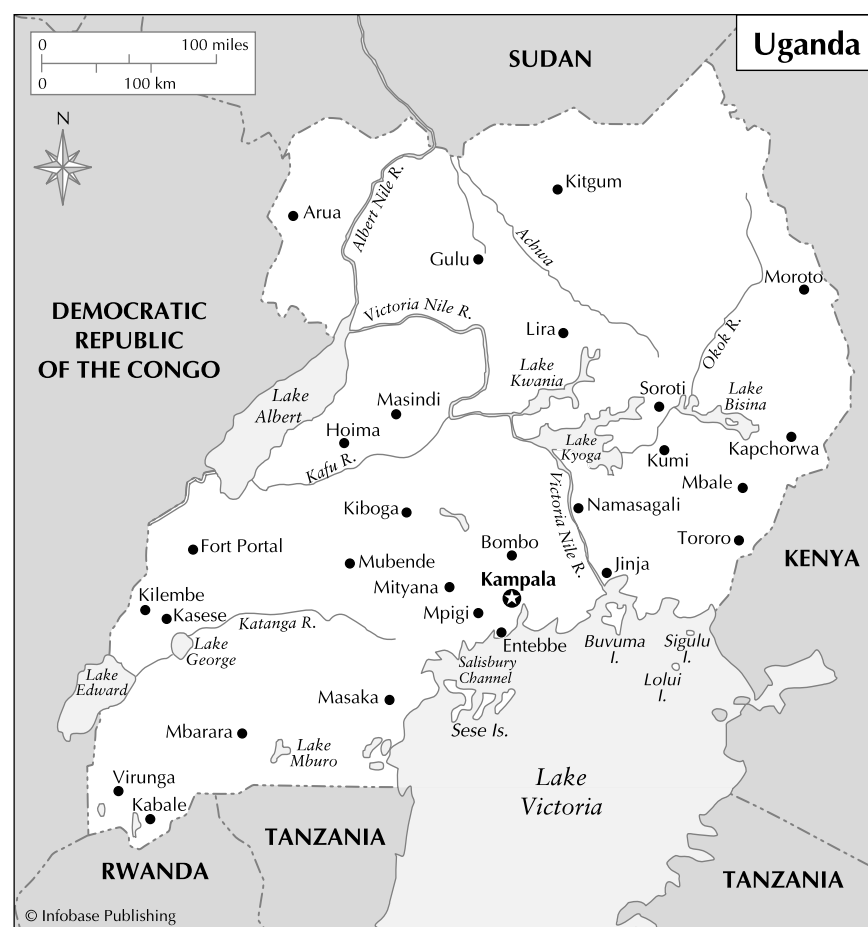 0 100 miles
0 100 km
Uganda
SUDAN
N
Kitgum
Arua
Albert Nile R.
Achwa
Gulu
Moroto
DEMOCRATIC
REPUBLIC
OF THE CONGO
Victoria Nile R.
Lira
Okok R.
Lake
Kwania
Lake
Albert
Masindi
Soroti
Lake
Bisina
Hoima
Lake
Kyoga
Kapchorwa
Kafu R.
Kumi
Mbale
Victoria Nile R.
Namasagali
Kiboga
Tororo
Fort Portal
Bombo
Mubende
Jinja
KENYA
Kampala
Mityana
Kilembe
Kasese
Mpigi
Katanga R.
Entebbe
Buvuma
I.
Sigulu
I.
Lake
George
Salisbury
Channel
Lake
Edward
Lolui
I.
Masaka
Sese Is.
Mbarara
Lake
Mburo
Virunga
Lake
Victoria
Kabale
TANZANIA
RWANDA
TANZANIA
© Infobase Publishing